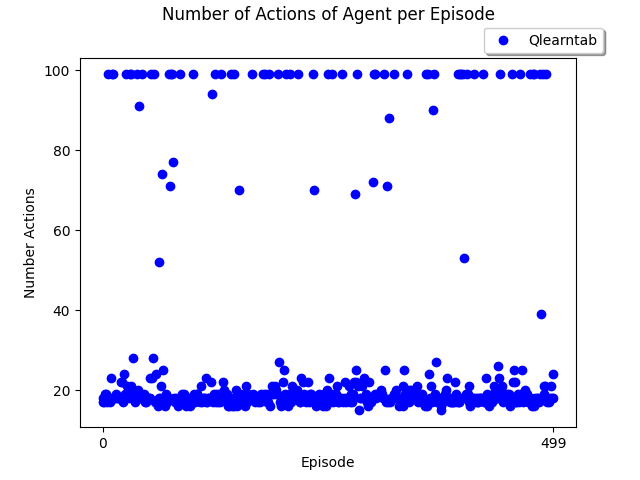 Number of Actions of Agent per Episode
Qlearntab
100
80
60
40
20
Number Actions
0
499
Episode